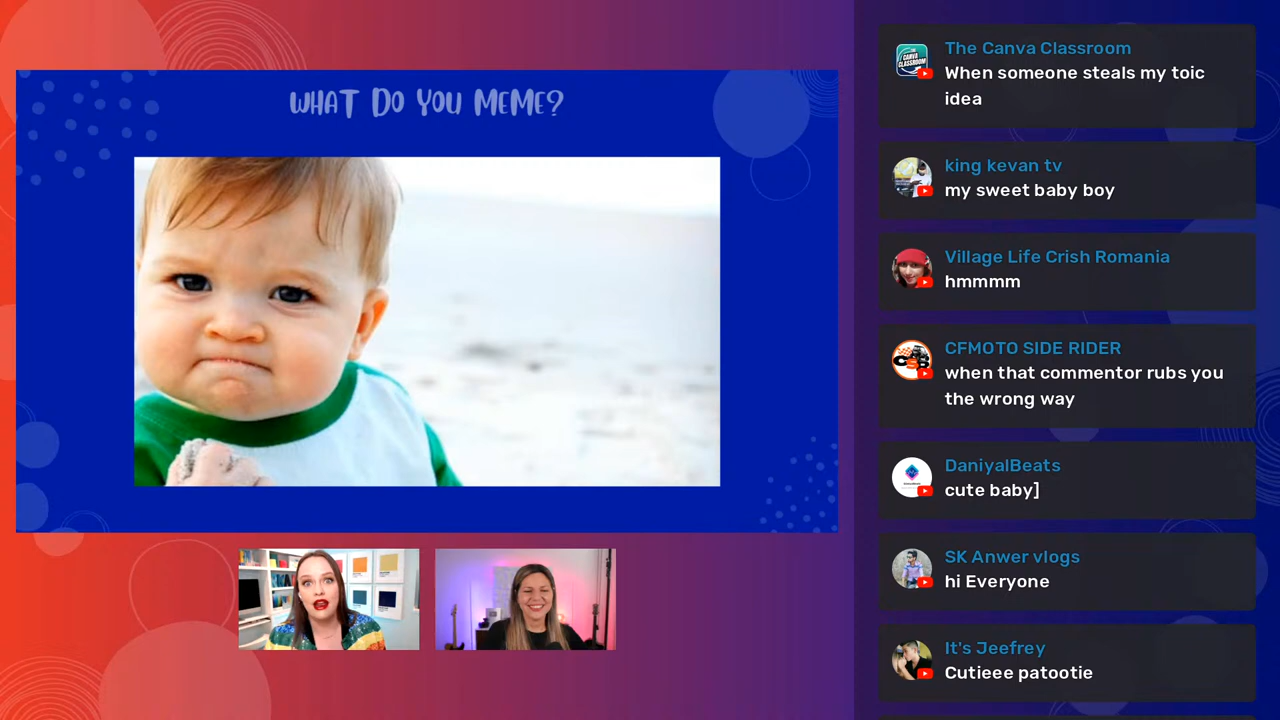 WHAT DO YOU MEME?
The Canva Classroom
When someone steals my toic
idea
king kevan tv
my sweet baby boy
Village Life Crish Romania
hmmmm
CFMOTO SIDE RIDER
when that commentor rubs you
the wrong way
DaniyalBeats
cute baby]
SK Anwer vlogs
hi Everyone
It's Jeefrey
Cutieee patootie